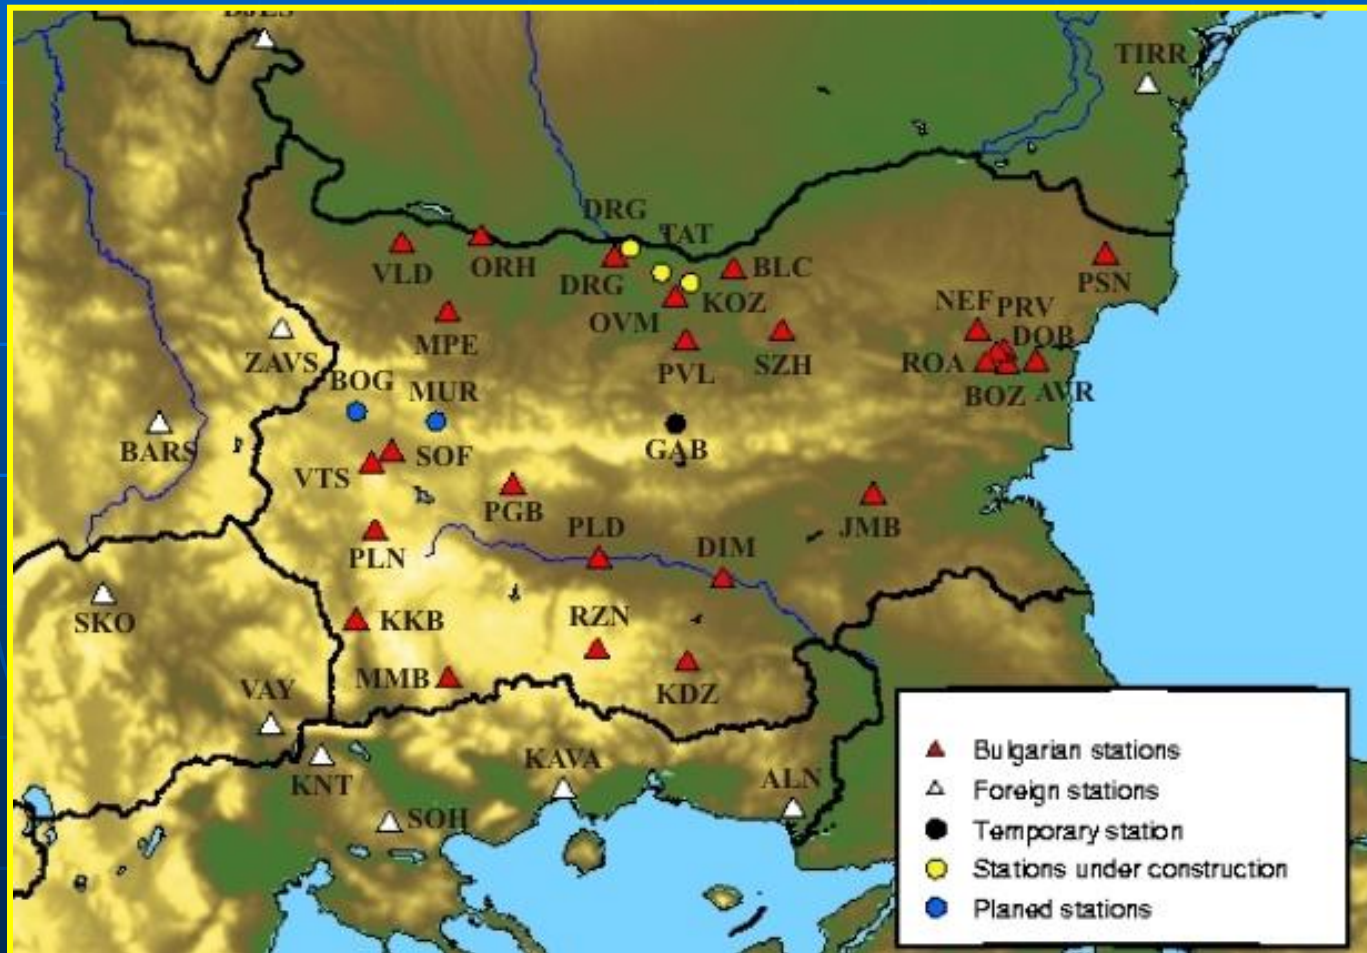 DJES
TIRR
DRG
TAT
VLD
ORH
DRG
BLC
PSN
OVM
KOZ
NEF
PRV
MPE
DOB
ZAVS
PVL
SZH
ROA
BOG
MUR
BOZ
AVR
BARS
SOF
GAB
VTS
PGB
JMB
PLN
PLD
DIM
SKO
KKB
RZN
MMB
KDZ
VAY
KNT
KAVA
ALN
SOH
Bulgarian stations
Foreign stations
Temporary station
Stations under construction
Planed stations